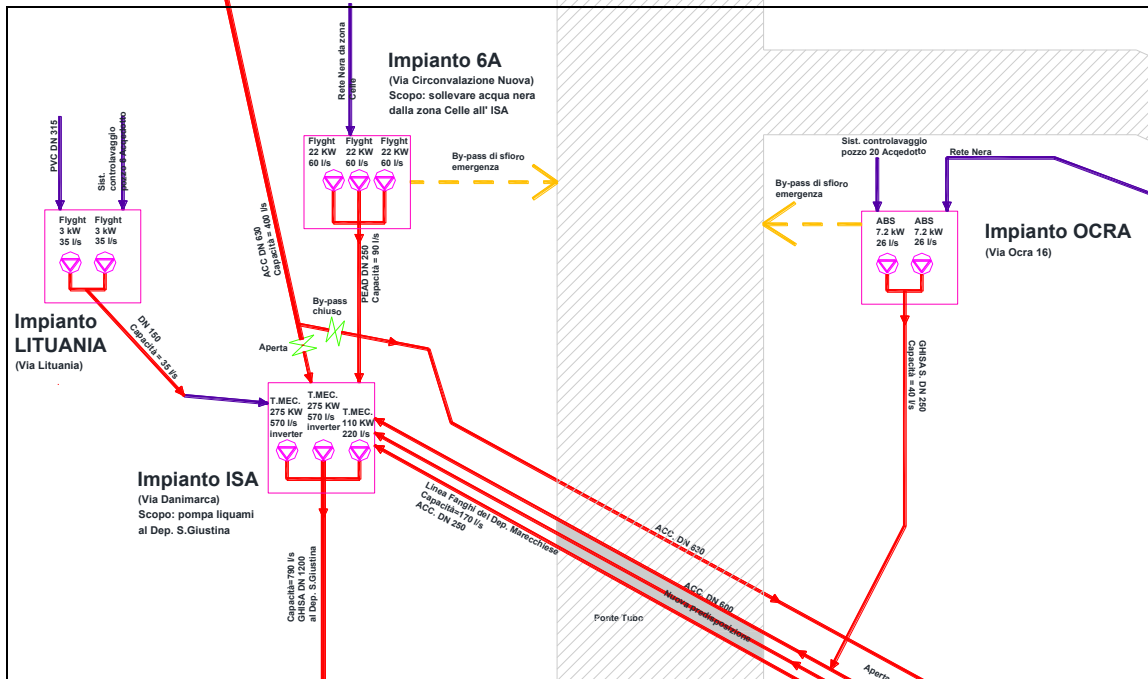 Impianto 6A
(Via Circonvalazione Nuova)
Scopo: sollevare acqua nera
dalla zona Celle all' ISA
Rete Nera da zona
Celle
Flyght
22 KW
60 l/s
Flyght
22 KW
60 l/s
Flyght
22 KW
60 l/s
By-pass di sfioro
emergenza
PVC DN 315
Sist.
controlavaggio
pozzo 8 Acqedotto
Flyght
3 kW
35 l/s
Flyght
3 kW
35 l/s
Impianto
LITUANIA
(Via Lituania)
DN 150
Capacità = 35 l/s
ACC DN 630
Capacità = 400 l/s
PEAD DN 250
Capacità = 90 l/s
By-pass
chiuso
Aperta
T.MEC.
275 KW
570 l/s
inverter
T.MEC.
275 KW
570 l/s
inverter
T.MEC.
110 KW
220 l/s
Impianto ISA
(Via Danimarca)
Scopo: pompa liquami
al Dep. S.Giustina
Capacità=790 l/s
GHISA DN 1200
al Dep. S.Giustina
Linea Fanghi del Dep. Marecchiese
Capacità=170 l/s
ACC. DN 250
ACC. DN 630
ACC. DN 600
Nuova predisposizione
Ponte Tubo
Aperta
Sist. controlavaggio
pozzo 20 Acqedotto
Rete Nera
By-pass di sfioro
emergenza
ABS
7.2 kW
26 l/s
ABS
7.2 kW
26 l/s
Impianto OCRA
(Via Ocra 16)
GHISA S. DN 250
Capacità = 40 l/s